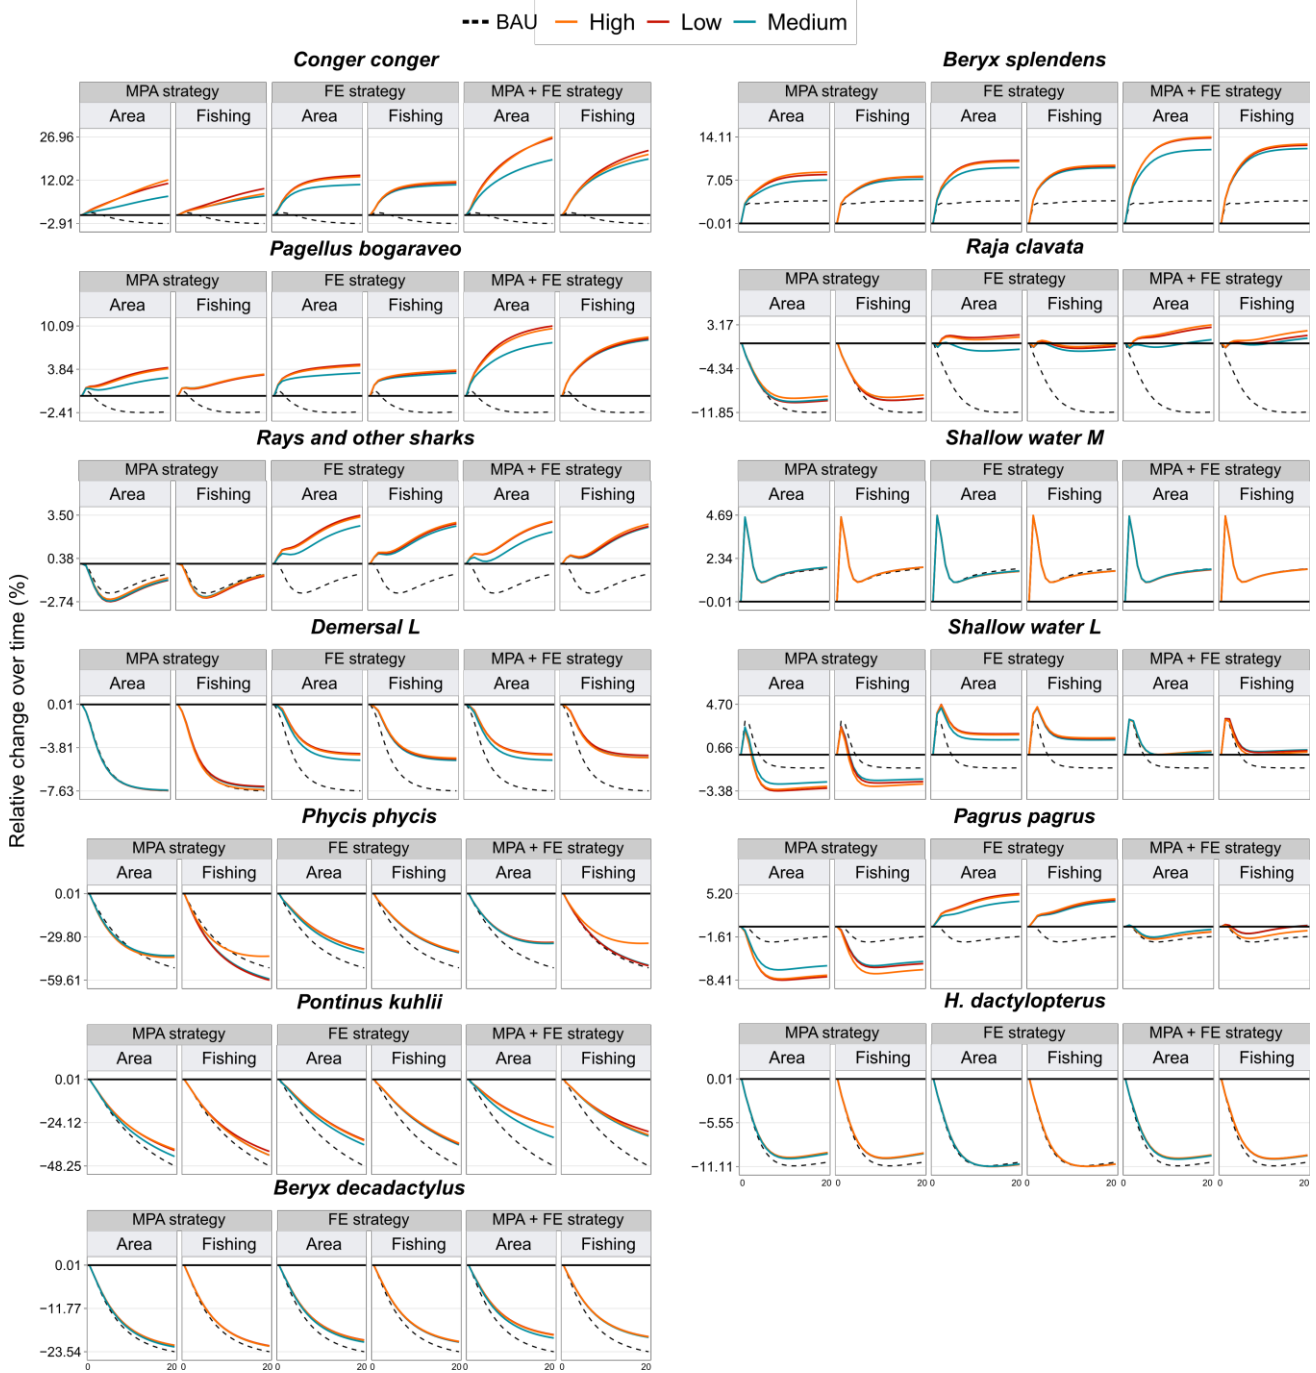 BAU High Low Medium
Conger conger
MPA strategy FE strategy MPA + FE strategy
Area Fishing Area Fishing Area Fishing
26.96
12.02
−2.91
Beryx splendens
MPA strategy FE strategy MPA + FE strategy
Area Fishing Area Fishing Area Fishing
14.11
7.05
−0.01
Pagellus bogaraveo
MPA strategy FE strategy MPA + FE strategy
Area Fishing Area Fishing Area Fishing
10.09
3.84
−2.41
Raja clavata
MPA strategy FE strategy MPA + FE strategy
Area Fishing Area Fishing Area Fishing
3.17
−4.34
−11.85
Rays and other sharks
MPA strategy FE strategy MPA + FE strategy
Area Fishing Area Fishing Area Fishing
3.50
0.38
−2.74
Shallow water M
MPA strategy FE strategy MPA + FE strategy
Area Fishing Area Fishing Area Fishing
4.69
2.34
−0.01
Relative change over time (%)
Demersal L
MPA strategy FE strategy MPA + FE strategy
Area Fishing Area Fishing Area Fishing
0.01
−3.81
−7.63
Shallow water L
MPA strategy FE strategy MPA + FE strategy
Area Fishing Area Fishing Area Fishing
4.70
0.66
−3.38
Phycis phycis
MPA strategy FE strategy MPA + FE strategy
Area Fishing Area Fishing Area Fishing
0.01
−29.80
−59.61
Pagrus pagrus
MPA strategy FE strategy MPA + FE strategy
Area Fishing Area Fishing Area Fishing
5.20
−1.61
−8.41
Pontinus kuhlii
MPA strategy FE strategy MPA + FE strategy
Area Fishing Area Fishing Area Fishing
0.01
−24.12
−48.25
H. dactylopterus
MPA strategy FE strategy MPA + FE strategy
Area Fishing Area Fishing Area Fishing
0.01
−5.55
−11.11
0 20 0 20 0 20 0 20 0 20 0 20
Beryx decadactylus
MPA strategy FE strategy MPA + FE strategy
Area Fishing Area Fishing Area Fishing
0.01
−11.77
−23.54
0 20 0 20 0 20 0 20 0 20 0 20